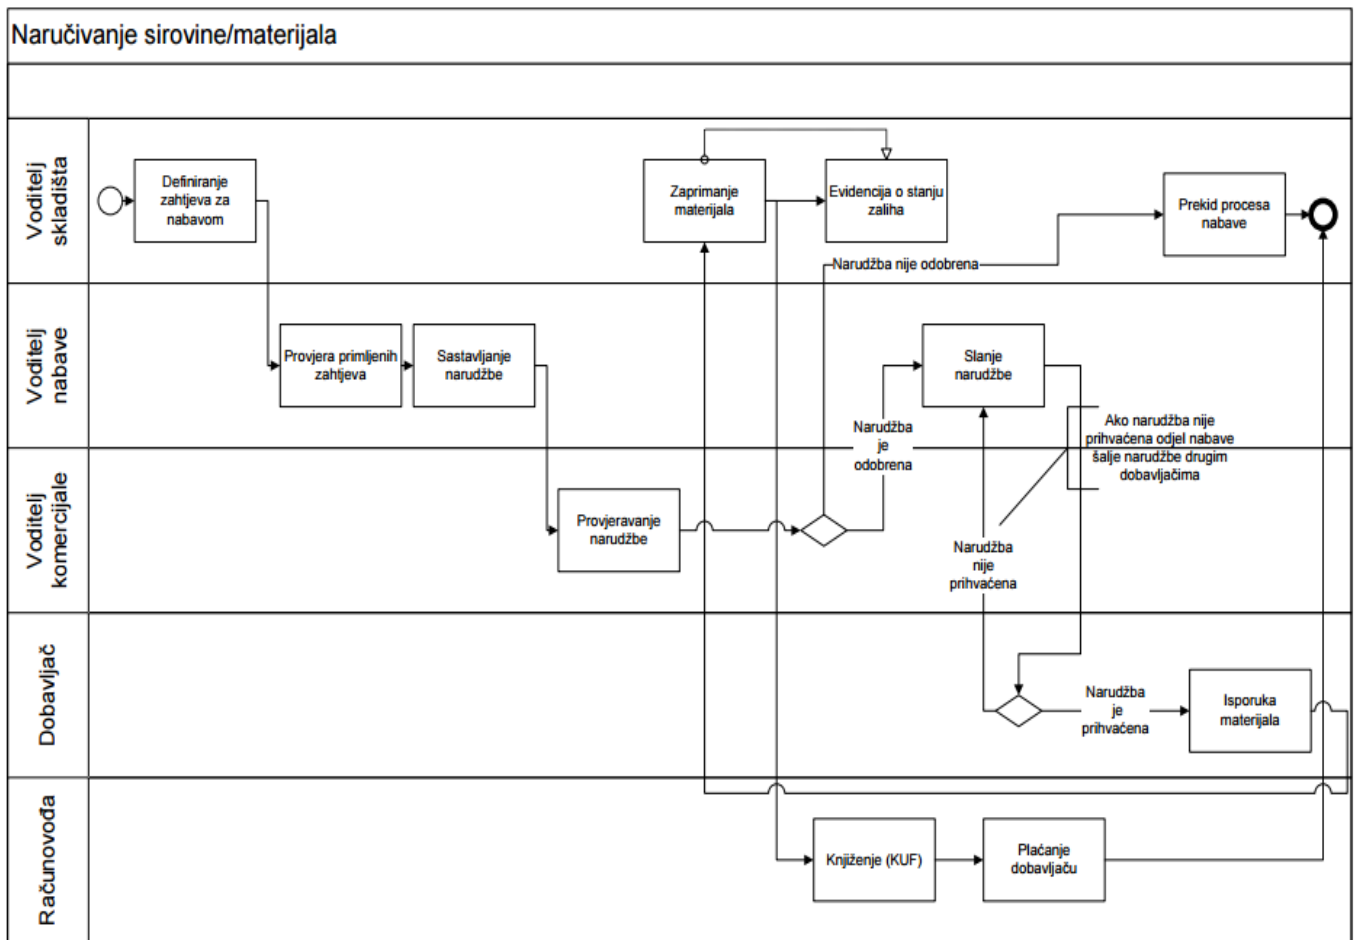 Naručivanje sirovine/materijala
Voditelj
skladišta
Definiranje
zahtjeva za
nabavom
Zaprimanje
materijala
Evidencija o stanju
zaliha
Prekid procesa
nabave
Narudžba nije odobrena
Voditelj
nabave
Provjera primljenih
zahtjeva
Sastavljanje
narudžbe
Slanje
narudžbe
Narudžba
je
odobrena
Ako narudžba nije
prihvaćena odjel nabave
šalje narudžbe drugim
dobavljačima
Voditelj
komercijale
Provjeravanje
narudžbe
Narudžba
nije
prihvaćena
Dobavljač
Narudžba
je
prihvaćena
Isporuka
materijala
Računovođa
Knjiženje (KUF)
Plaćanje
dobavljaču